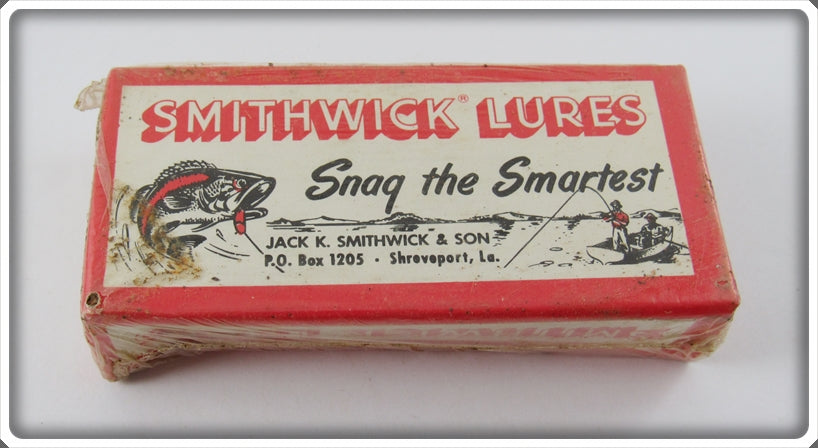 SMITHWICK® LURES
Snag the Smartest
JACK K. SMITHWICK & SON
P.O. Box 1205 • Shreveport, La.